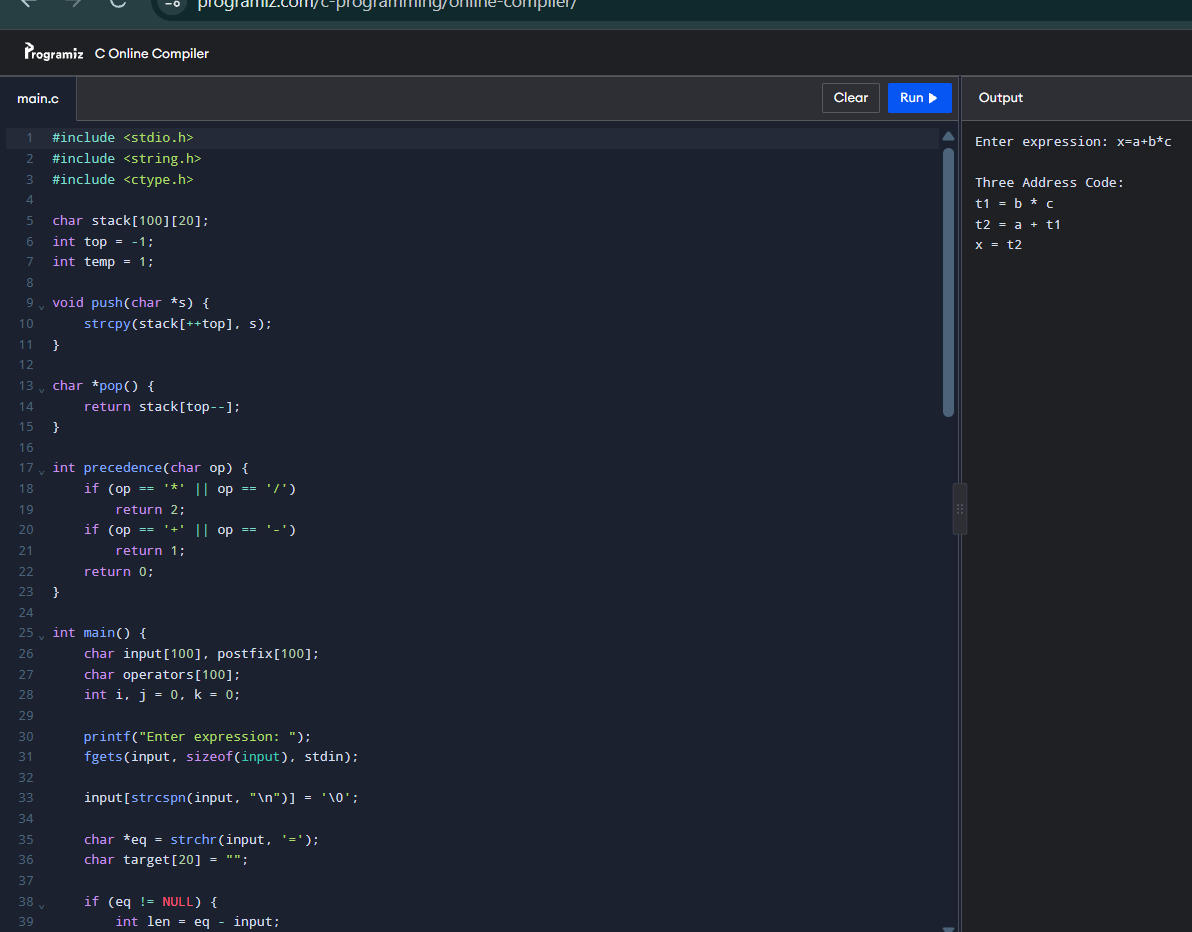 programiz.com/c-programming/online-compiler/
Programiz C Online Compiler
main.c
Clear
Run
Output
1 #include <stdio.h>
2 #include <string.h>
3 #include <ctype.h>
4
5 char stack[100][20];
6 int top = -1;
7 int temp = 1;
8
9 void push(char *s) {
10     strcpy(stack[++top], s);
11 }
12
13 char *pop() {
14     return stack[top--];
15 }
16
17 int precedence(char op) {
18     if (op == '*' || op == '/')
19         return 2;
20     if (op == '+' || op == '-')
21         return 1;
22     return 0;
23 }
24
25 int main() {
26     char input[100], postfix[100];
27     char operators[100];
28     int i, j = 0, k = 0;
29
30     printf("Enter expression: ");
31     fgets(input, sizeof(input), stdin);
32
33     input[strcspn(input, "\n")] = '\0';
34
35     char *eq = strchr(input, '=');
36     char target[20] = "";
37
38     if (eq != NULL) {
39         int len = eq - input;
Enter expression: x=a+b*c
Three Address Code:
t1 = b * c
t2 = a + t1
x = t2